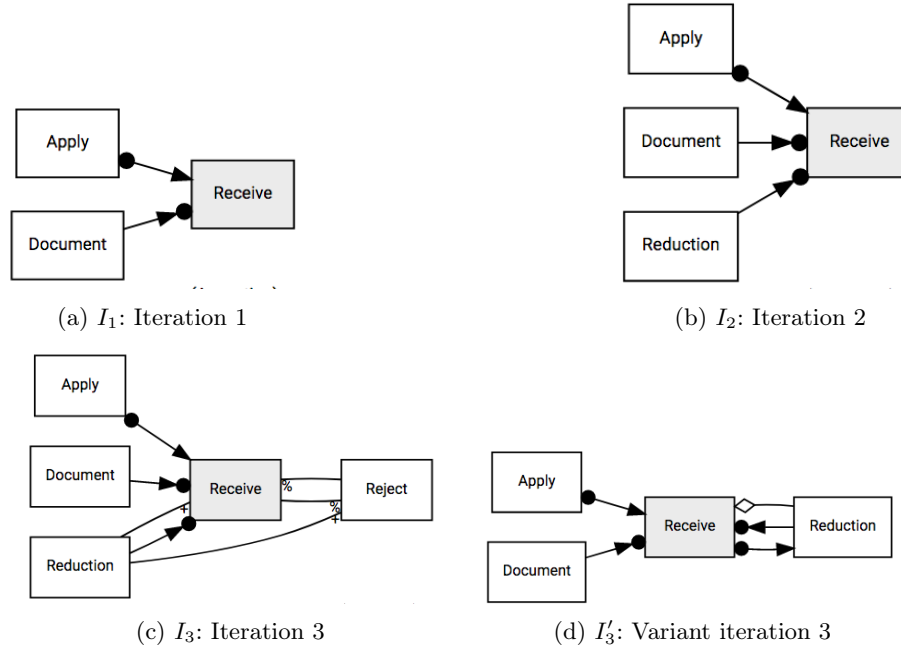 Apply
Document
Receive
(a) I₁: Iteration 1
Apply
Document
Receive
Reduction
(b) I₂: Iteration 2
Apply
Document
Receive
Reject
Reduction
%
%
+
+
(c) I₃: Iteration 3
Apply
Receive
Reduction
Document
(d) I′₃: Variant iteration 3